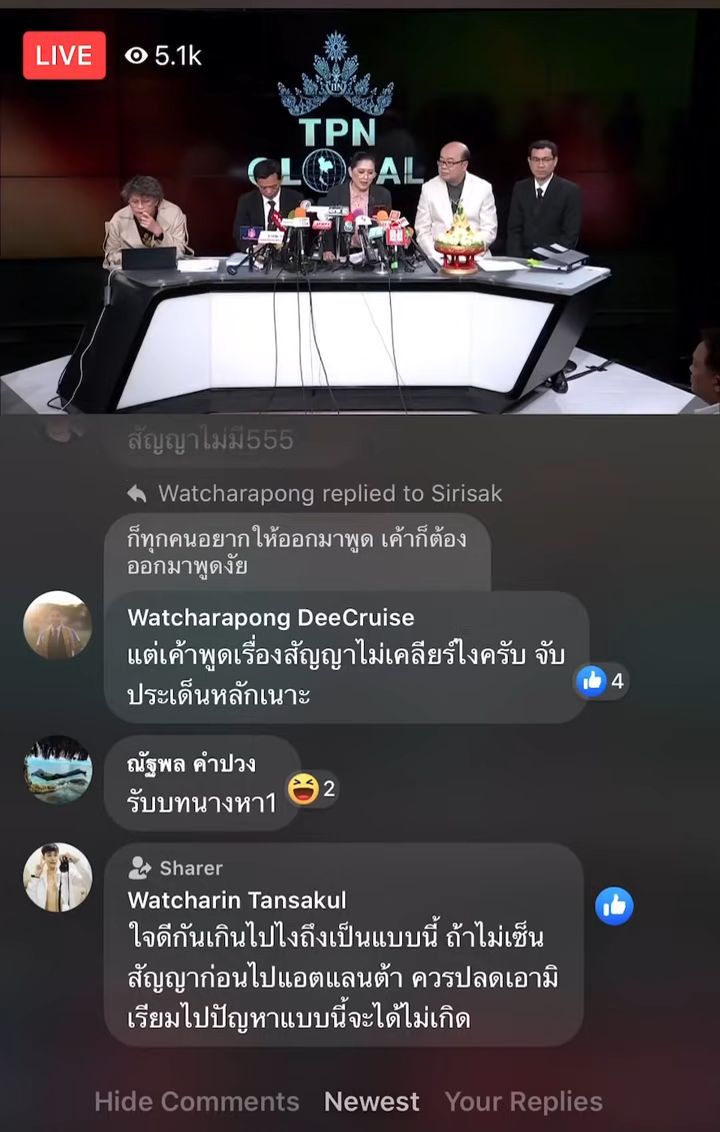 LIVE
5.1k
TPN
GLOBAL
สัญญาไม่มี555
Watcharapong replied to Sirisak
ก็ทุกคนอยากให้ออกมาพูด เค้าก็ต้อง
ออกมาพูดงัย
Watcharapong DeeCruise
แต่เค้าพูดเรื่องสัญญาไม่เคลียร์ไงครับ จับ
ประเด็นหลักเนาะ
4
ณัฐพล คำปวง
รับบทนางหา1
2
Sharer
Watcharin Tansakul
ใจดีกันเกินไปไงถึงเป็นแบบนี้ ถ้าไม่เซ็น
สัญญาก่อนไปแอตแลนต้า ควรปลดเอามิ
เรียมไปปัญหาแบบนี้จะได้ไม่เกิด
Hide Comments
Newest
Your Replies